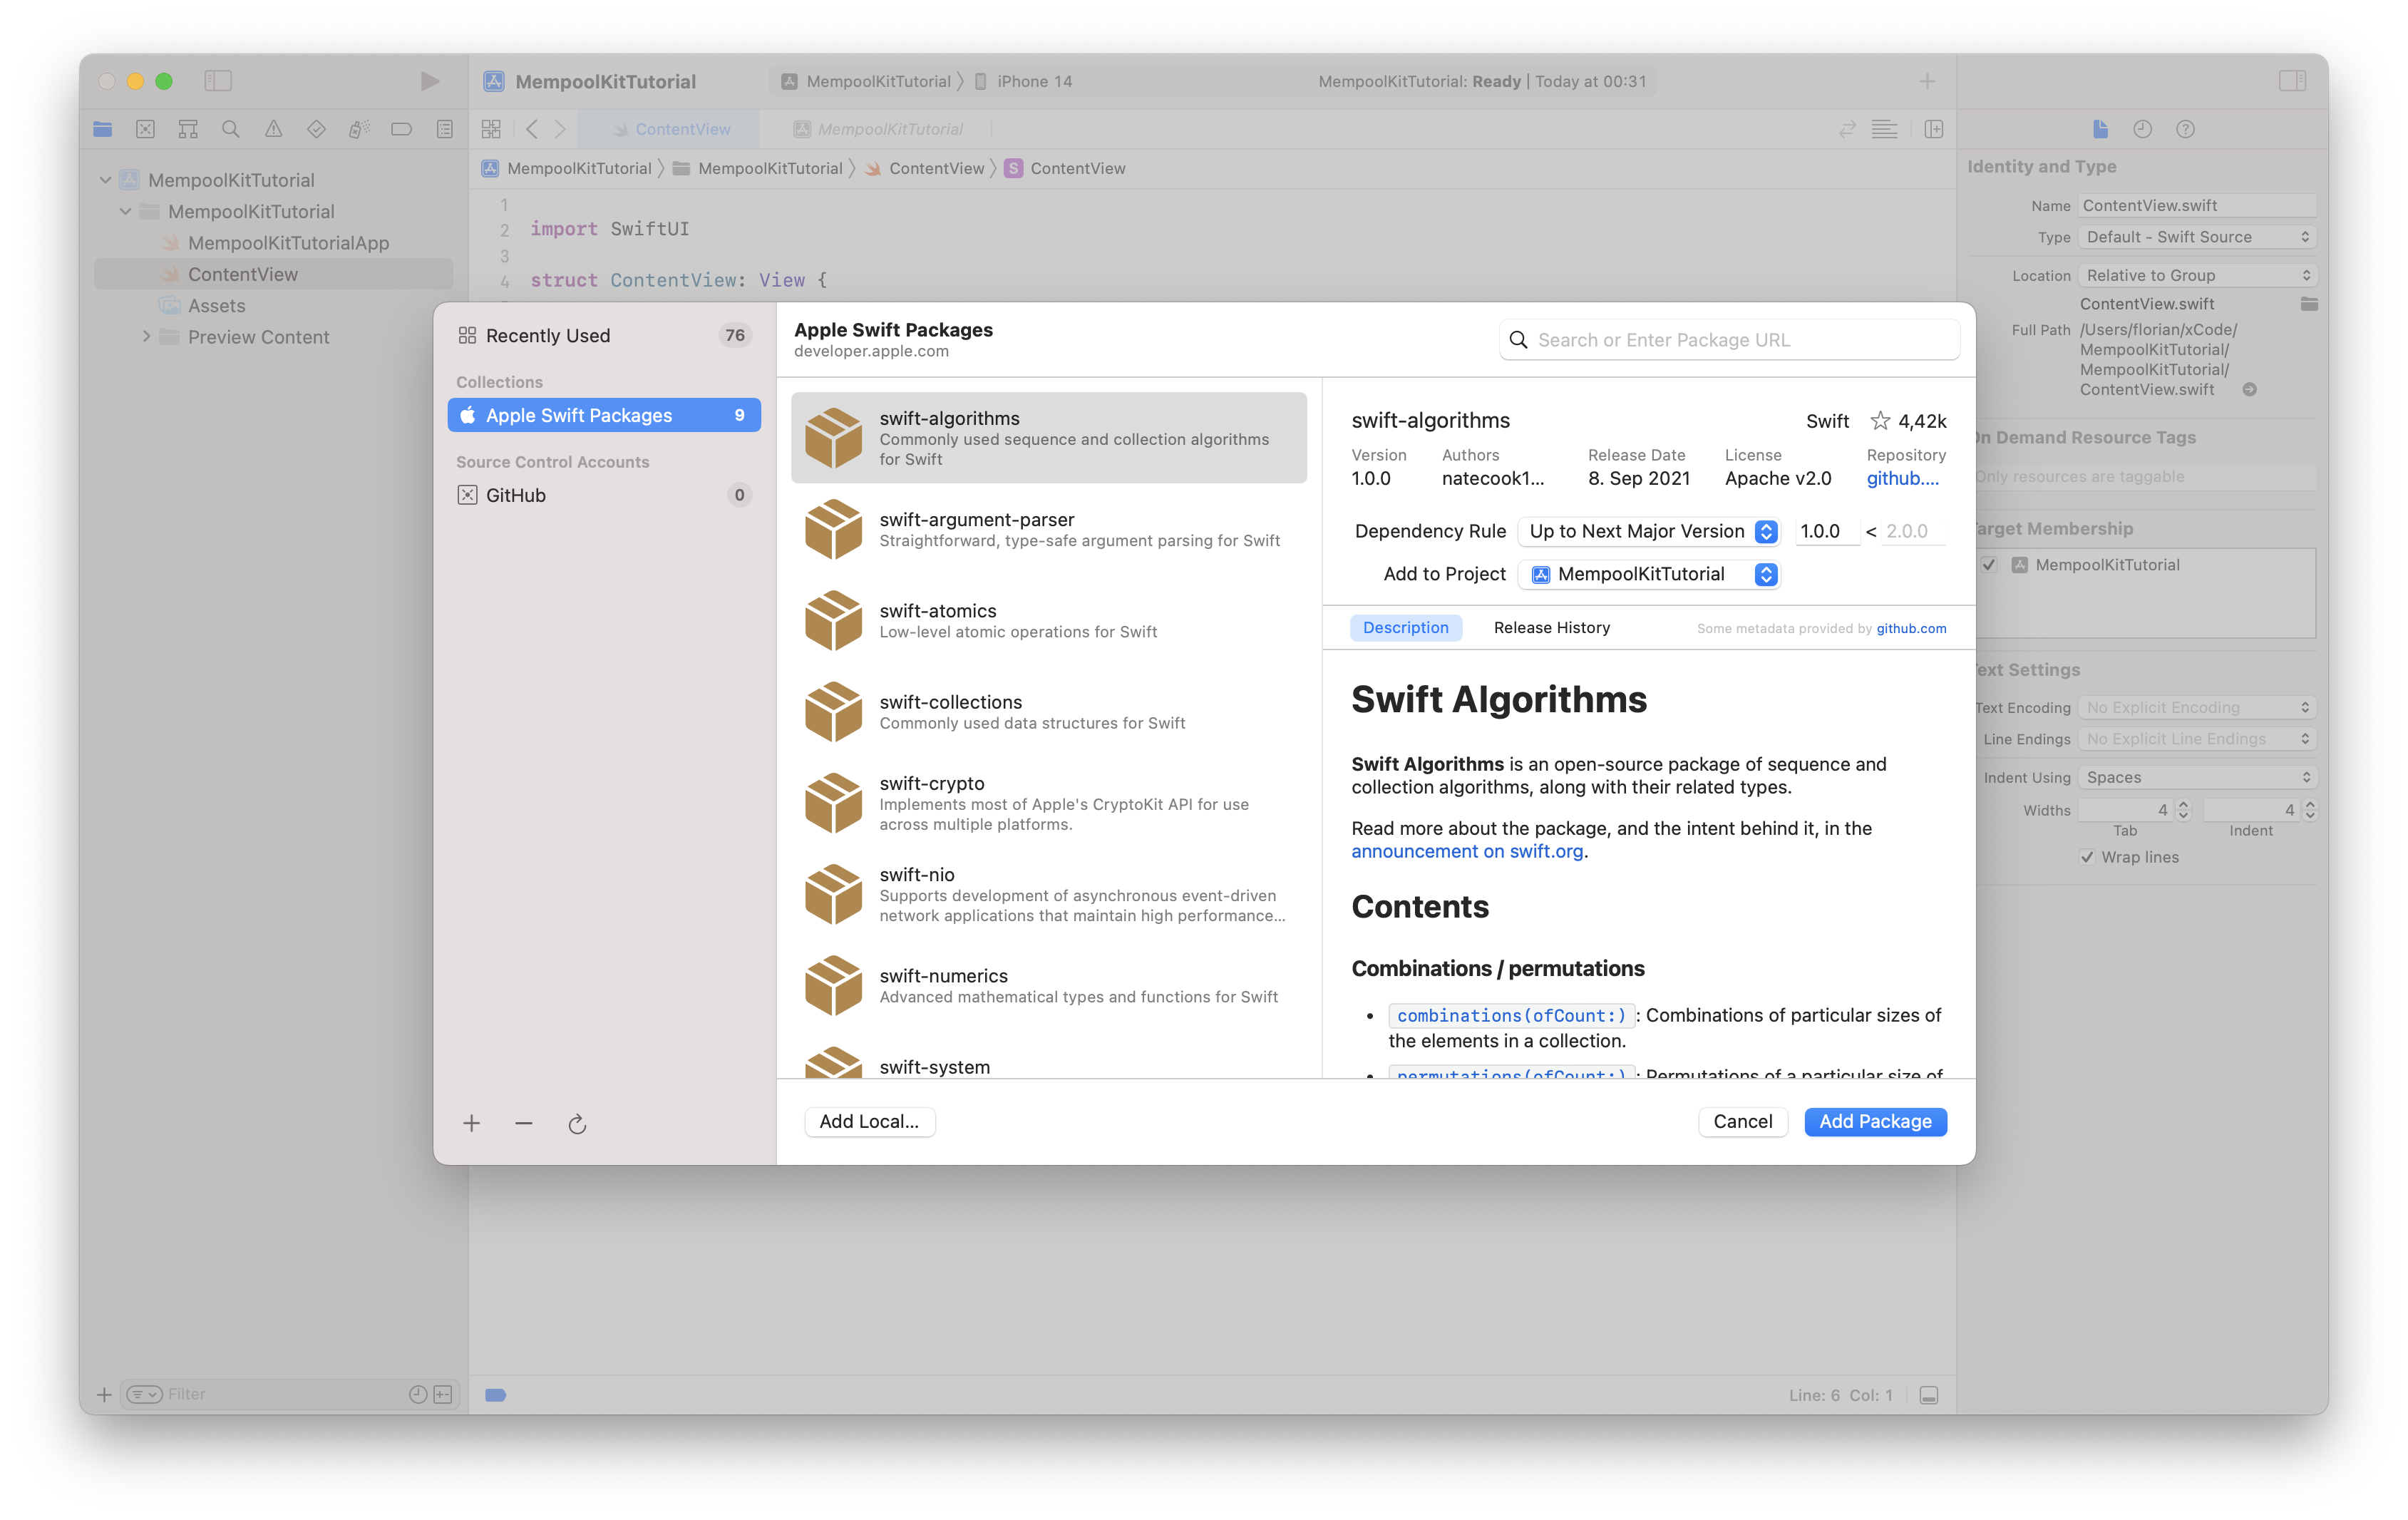 MempoolKitTutorial
MempoolKitTutorial
iPhone 14
MempoolKitTutorial: Ready | Today at 00:31
ContentView
MempoolKitTutorial
MempoolKitTutorial
MempoolKitTutorial
ContentView
S
ContentView
MempoolKitTutorial
MempoolKitTutorial
MempoolKitTutorialApp
ContentView
Assets
Preview Content
1
2 import SwiftUI
3
4 struct ContentView: View {
Recently Used 76
Collections
Apple Swift Packages 9
Source Control Accounts
GitHub 0
Apple Swift Packages
developer.apple.com
Search or Enter Package URL
swift-algorithms
Commonly used sequence and collection algorithms
for Swift
swift-argument-parser
Straightforward, type-safe argument parsing for Swift
swift-atomics
Low-level atomic operations for Swift
swift-collections
Commonly used data structures for Swift
swift-crypto
Implements most of Apple's CryptoKit API for use
across multiple platforms.
swift-nio
Supports development of asynchronous event-driven
network applications that maintain high performance...
swift-numerics
Advanced mathematical types and functions for Swift
swift-system
swift-algorithms
Swift 4,42k
Version Authors Release Date License Repository
1.0.0 natecook1... 8. Sep 2021 Apache v2.0 github....
Dependency Rule Up to Next Major Version 1.0.0 < 2.0.0
Add to Project MempoolKitTutorial
Description Release History Some metadata provided by github.com
Swift Algorithms
Swift Algorithms is an open-source package of sequence and
collection algorithms, along with their related types.
Read more about the package, and the intent behind it, in the
announcement on swift.org.
Contents
Combinations / permutations
• combinations(ofCount:) : Combinations of particular sizes of
the elements in a collection.
• permutations(ofCount:) : Permutations of a particular size of
Add Local...
Cancel
Add Package
Identity and Type
Name ContentView.swift
Type Default - Swift Source
Location Relative to Group
ContentView.swift
Full Path /Users/florian/xCode/
MempoolKitTutorial/
MempoolKitTutorial/
ContentView.swift
On Demand Resource Tags
Only resources are taggable
Target Membership
MempoolKitTutorial
Text Settings
Text Encoding No Explicit Encoding
Line Endings No Explicit Line Endings
Indent Using Spaces
Widths 4 4
Tab Indent
Wrap lines
Filter
Line: 6 Col: 1